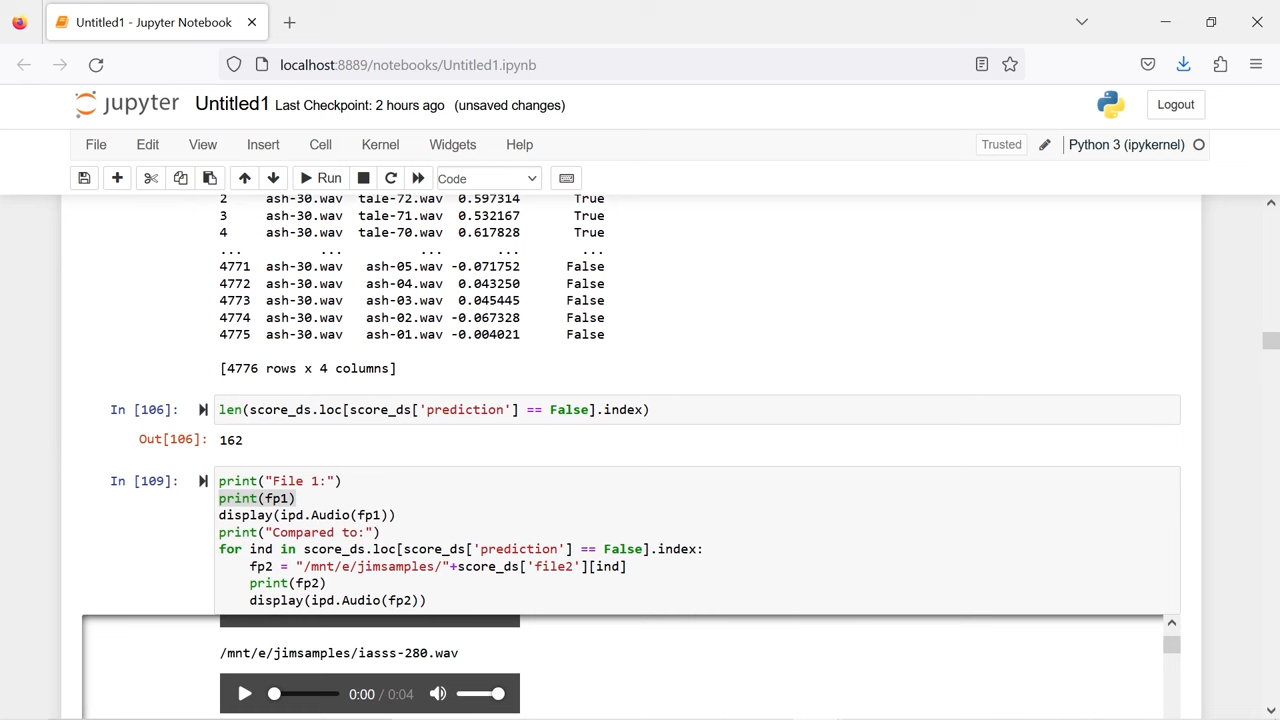 Untitled1 - Jupyter Notebook
localhost:8889/notebooks/Untitled1.ipynb
jupyter Untitled1 Last Checkpoint: 2 hours ago (unsaved changes)
Logout
File Edit View Insert Cell Kernel Widgets Help
Trusted Python 3 (ipykernel)
Run Code
2 ash-30.wav tale-72.wav 0.597314 True
3 ash-30.wav tale-71.wav 0.532167 True
4 ash-30.wav tale-70.wav 0.617828 True
... ... ... ... ...
4771 ash-30.wav ash-05.wav -0.071752 False
4772 ash-30.wav ash-04.wav 0.043250 False
4773 ash-30.wav ash-03.wav 0.045445 False
4774 ash-30.wav ash-02.wav -0.067328 False
4775 ash-30.wav ash-01.wav -0.004021 False
[4776 rows x 4 columns]
In [106]: len(score_ds.loc[score_ds['prediction'] == False].index)
Out[106]: 162
In [109]: print("File 1:")
print(fp1)
display(ipd.Audio(fp1))
print("Compared to:")
for ind in score_ds.loc[score_ds['prediction'] == False].index:
    fp2 = "/mnt/e/jimsamples/"+score_ds['file2'][ind]
    print(fp2)
    display(ipd.Audio(fp2))
/mnt/e/jimsamples/iasss-280.wav
0:00 / 0:04